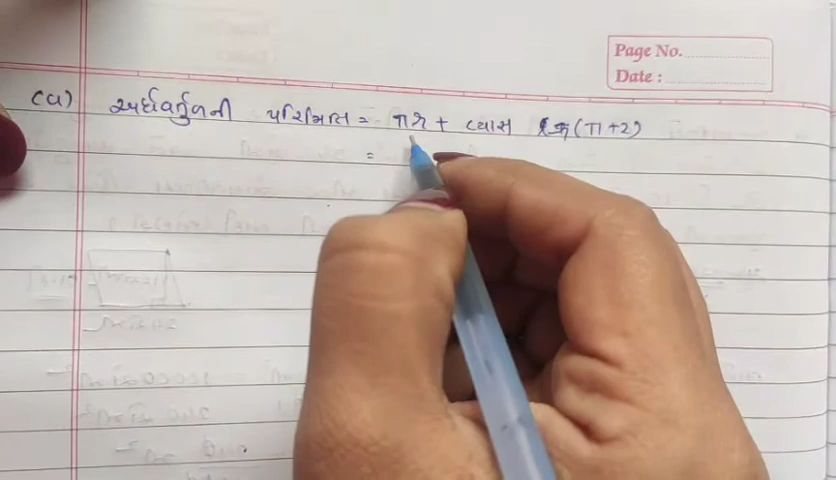 Page No.
Date :
(a) અર્ધવર્તુળની પરિમિતિ = πr + વ્યાસ (π+2)
=